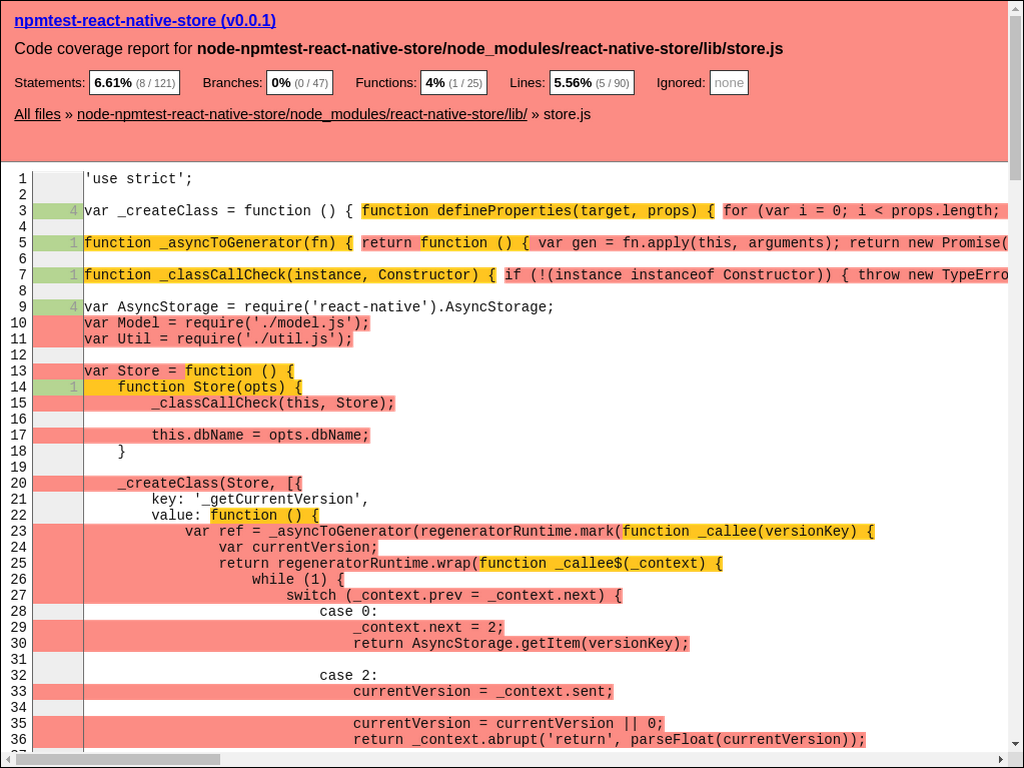 npmtest-react-native-store (v0.0.1)
Code coverage report for node-npmtest-react-native-store/node_modules/react-native-store/lib/store.js
Statements: 6.61% (8 / 121) Branches: 0% (0 / 47) Functions: 4% (1 / 25) Lines: 5.56% (5 / 90) Ignored: none
All files » node-npmtest-react-native-store/node_modules/react-native-store/lib/ » store.js
1 'use strict';
2
3 4 var _createClass = function () { function defineProperties(target, props) { for (var i = 0; i < props.length;
4
5 1 function _asyncToGenerator(fn) { return function () { var gen = fn.apply(this, arguments); return new Promise(
6
7 1 function _classCallCheck(instance, Constructor) { if (!(instance instanceof Constructor)) { throw new TypeErro
8
9 4 var AsyncStorage = require('react-native').AsyncStorage;
10 var Model = require('./model.js');
11 var Util = require('./util.js');
12
13 var Store = function () {
14 1 function Store(opts) {
15 _classCallCheck(this, Store);
16
17 this.dbName = opts.dbName;
18 }
19
20 _createClass(Store, [{
21 key: '_getCurrentVersion',
22 value: function () {
23 var ref = _asyncToGenerator(regeneratorRuntime.mark(function _callee(versionKey) {
24 var currentVersion;
25 return regeneratorRuntime.wrap(function _callee$(_context) {
26 while (1) {
27 switch (_context.prev = _context.next) {
28 case 0:
29 _context.next = 2;
30 return AsyncStorage.getItem(versionKey);
31
32 case 2:
33 currentVersion = _context.sent;
34
35 currentVersion = currentVersion || 0;
36 return _context.abrupt('return', parseFloat(currentVersion));